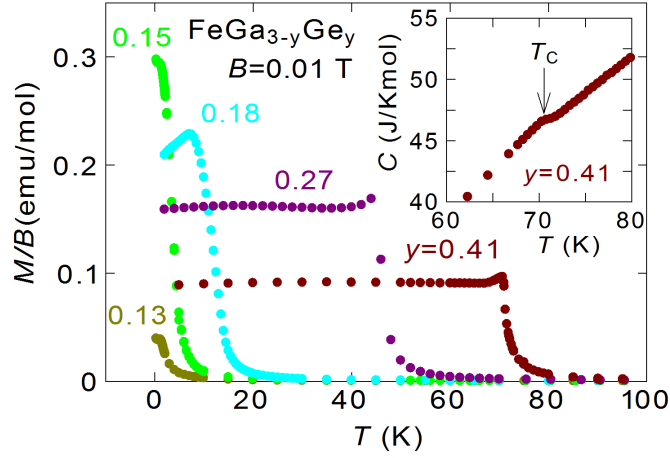 0.3
0.2
0.1
0
M/B(emu/mol)
0.15
FeGa3-yGey
B=0.01 T
0.18
0.27
0.13
y=0.41
0
20
40
60
80
100
T (K)
55
50
45
40
C (J/Kmol)
TC
y=0.41
60
70
80
T (K)